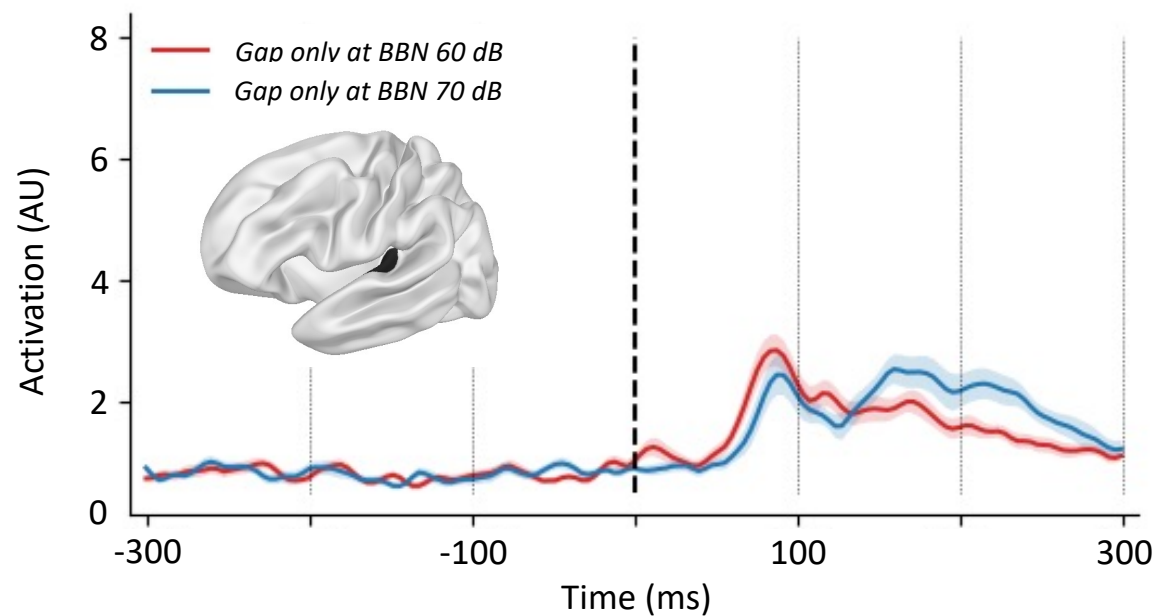 8
6
4
2
0
Activation (AU)
Gap only at BBN 60 dB
Gap only at BBN 70 dB
-300
-100
100
300
Time (ms)